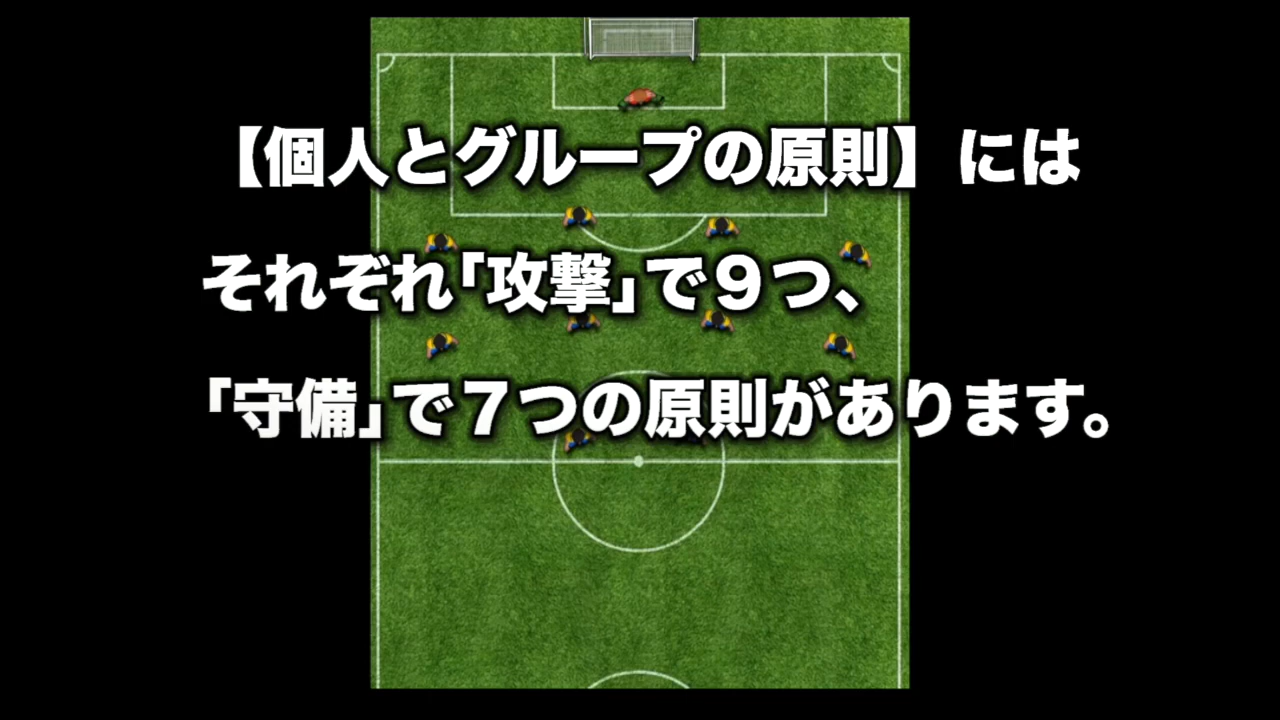 【個人とグループの原則】には
それぞれ｢攻撃｣で９つ、
｢守備｣で７つの原則があります。